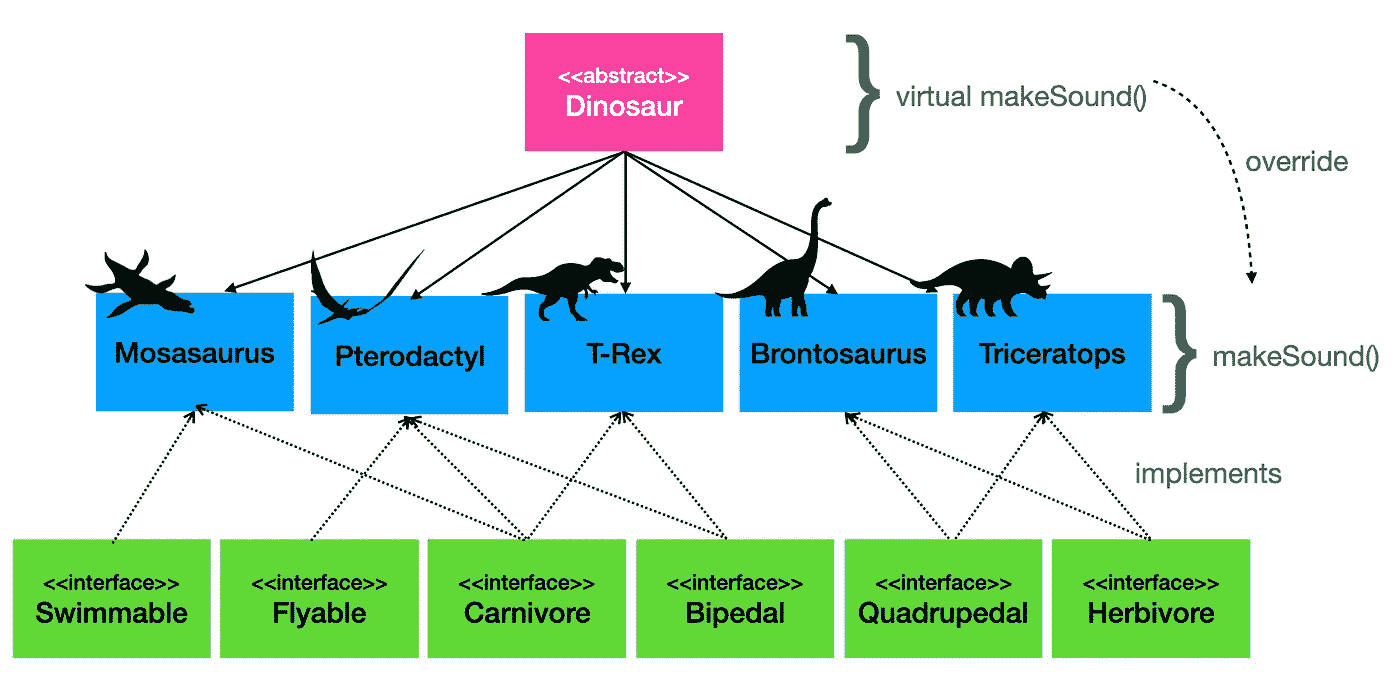 <<abstract>>
Dinosaur
virtual makeSound()
override
Mosasaurus
Pterodactyl
T-Rex
Brontosaurus
Triceratops
makeSound()
implements
<<interface>>
Swimmable
<<interface>>
Flyable
<<interface>>
Carnivore
<<interface>>
Bipedal
<<interface>>
Quadrupedal
<<interface>>
Herbivore